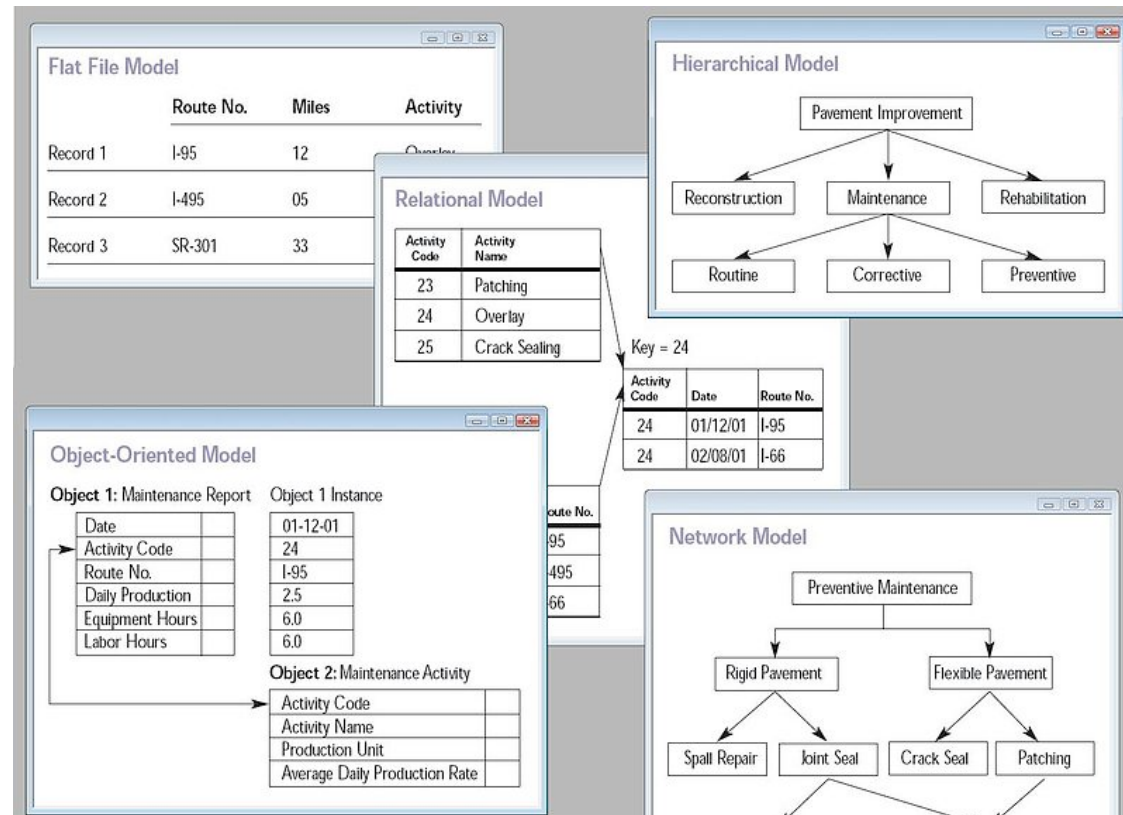 Flat File Model
Route No. Miles Activity
Record 1 I-95 12 Overlay
Record 2 I-495 05
Record 3 SR-301 33
Hierarchical Model
Pavement Improvement
Reconstruction Maintenance Rehabilitation
Routine Corrective Preventive
Relational Model
Activity Code Activity Name
23 Patching
24 Overlay
25 Crack Sealing
Key = 24
Activity Code Date Route No.
24 01/12/01 I-95
24 02/08/01 I-66
oute No.
-95
-495
-66
Object-Oriented Model
Object 1: Maintenance Report Object 1 Instance
Date 01-12-01
Activity Code 24
Route No. I-95
Daily Production 2.5
Equipment Hours 6.0
Labor Hours 6.0
Object 2: Maintenance Activity
Activity Code
Activity Name
Production Unit
Average Daily Production Rate
Network Model
Preventive Maintenance
Rigid Pavement Flexible Pavement
Spall Repair Joint Seal Crack Seal Patching